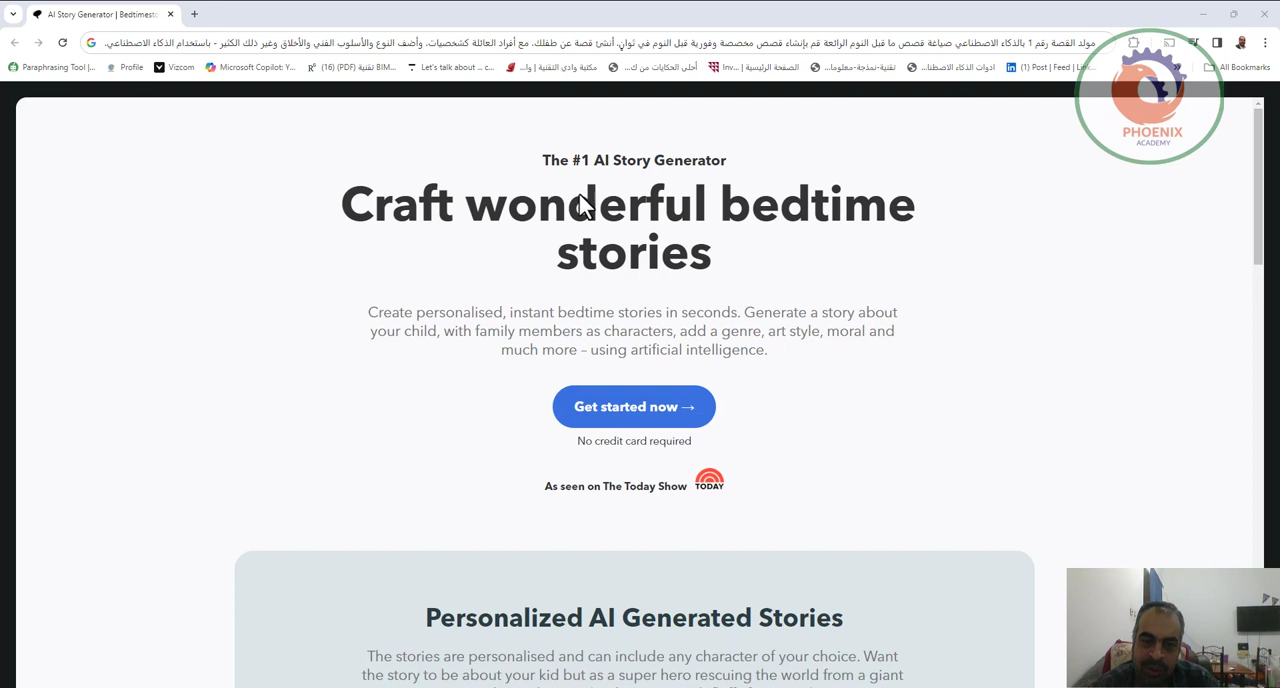 AI Story Generator | Bedtimesto
مولد القصة رقم 1 بالذكاء الاصطناعي صياغة قصص ما قبل النوم الرائعة قم بإنشاء قصص مخصصة وفورية قبل النوم في ثوانٍ. أنشئ قصة عن طفلك، مع أفراد العائلة كشخصيات، وأضف النوع والأسلوب الفني والأخلاق وغير ذلك الكثير - باستخدام الذكاء الاصطناعي.
Paraphrasing Tool |... Profile Vizcom Microsoft Copilot: Y... (16) (PDF) تقنية BIM... Let's talk about ... c... مكتبة وادي التقنية | وا... أحلى الحكايات من ك... الصفحة الرئيسية | Inv... تقنية-نمذجة-معلوما... ادوات الذكاء الاصطنا... (1) Post | Feed | Link... All Bookmarks
PHOENIX
ACADEMY
The #1 AI Story Generator
Craft wonderful bedtime
stories
Create personalised, instant bedtime stories in seconds. Generate a story about
your child, with family members as characters, add a genre, art style, moral and
much more – using artificial intelligence.
Get started now →
No credit card required
As seen on The Today Show TODAY
Personalized AI Generated Stories
The stories are personalised and can include any character of your choice. Want
the story to be about your kid but as a super hero rescuing the world from a giant